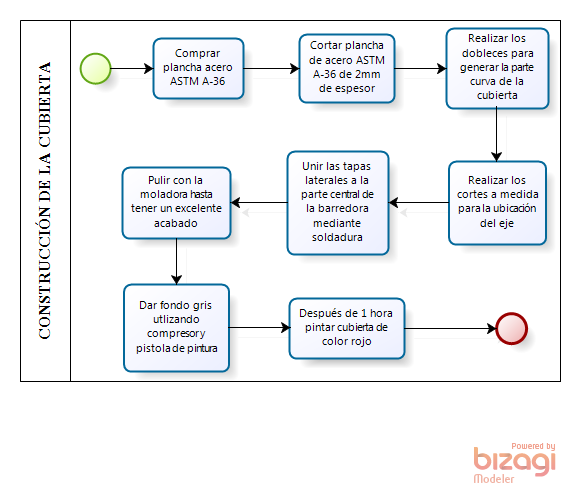 CONSTRUCCIÓN DE LA CUBIERTA
Comprar
plancha acero
ASTM A-36
Cortar plancha
de acero ASTM
A-36 de 2mm
de espesor
Realizar los
dobleces para
generar la parte
curva de la
cubierta
Realizar los
cortes a medida
para la ubicación
del eje
Unir las tapas
laterales a la
parte central de
la barredora
mediante
soldadura
Pulir con la
moladora hasta
tener un excelente
acabado
Dar fondo gris
utlizando
compresor y
pistola de pintura
Después de 1 hora
pintar cubierta de
color rojo
Powered by
bizagi
Modeler